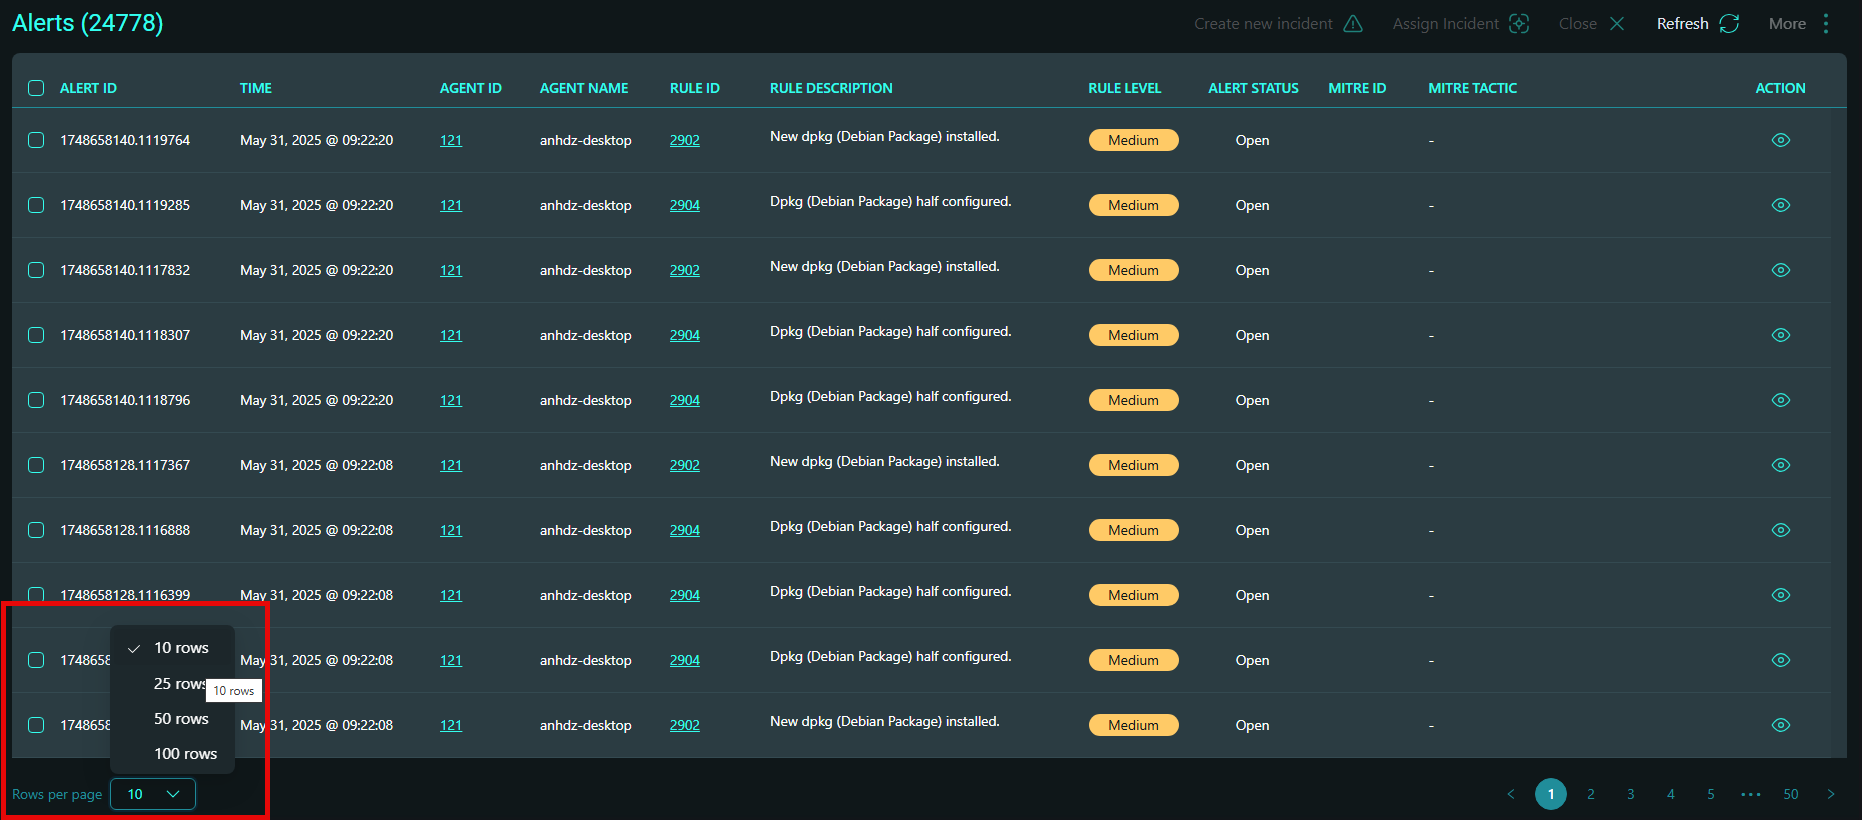 Alerts (24778)
Create new incident Assign Incident Close Refresh More
ALERT ID TIME AGENT ID AGENT NAME RULE ID RULE DESCRIPTION RULE LEVEL ALERT STATUS MITRE ID MITRE TACTIC ACTION
1748658140.1119764 May 31, 2025 @ 09:22:20 121 anhdz-desktop 2902 New dpkg (Debian Package) installed. Medium Open -
1748658140.1119285 May 31, 2025 @ 09:22:20 121 anhdz-desktop 2904 Dpkg (Debian Package) half configured. Medium Open -
1748658140.1117832 May 31, 2025 @ 09:22:20 121 anhdz-desktop 2902 New dpkg (Debian Package) installed. Medium Open -
1748658140.1118307 May 31, 2025 @ 09:22:20 121 anhdz-desktop 2904 Dpkg (Debian Package) half configured. Medium Open -
1748658140.1118796 May 31, 2025 @ 09:22:20 121 anhdz-desktop 2904 Dpkg (Debian Package) half configured. Medium Open -
1748658128.1117367 May 31, 2025 @ 09:22:08 121 anhdz-desktop 2902 New dpkg (Debian Package) installed. Medium Open -
1748658128.1116888 May 31, 2025 @ 09:22:08 121 anhdz-desktop 2904 Dpkg (Debian Package) half configured. Medium Open -
1748658128.1116399 May 31, 2025 @ 09:22:08 121 anhdz-desktop 2904 Dpkg (Debian Package) half configured. Medium Open -
174865 May 31, 2025 @ 09:22:08 121 anhdz-desktop 2904 Dpkg (Debian Package) half configured. Medium Open -
174865 May 31, 2025 @ 09:22:08 121 anhdz-desktop 2902 New dpkg (Debian Package) installed. Medium Open -
10 rows
25 rows
10 rows
50 rows
100 rows
Rows per page 10
< 1 2 3 4 5 ••• 50 >